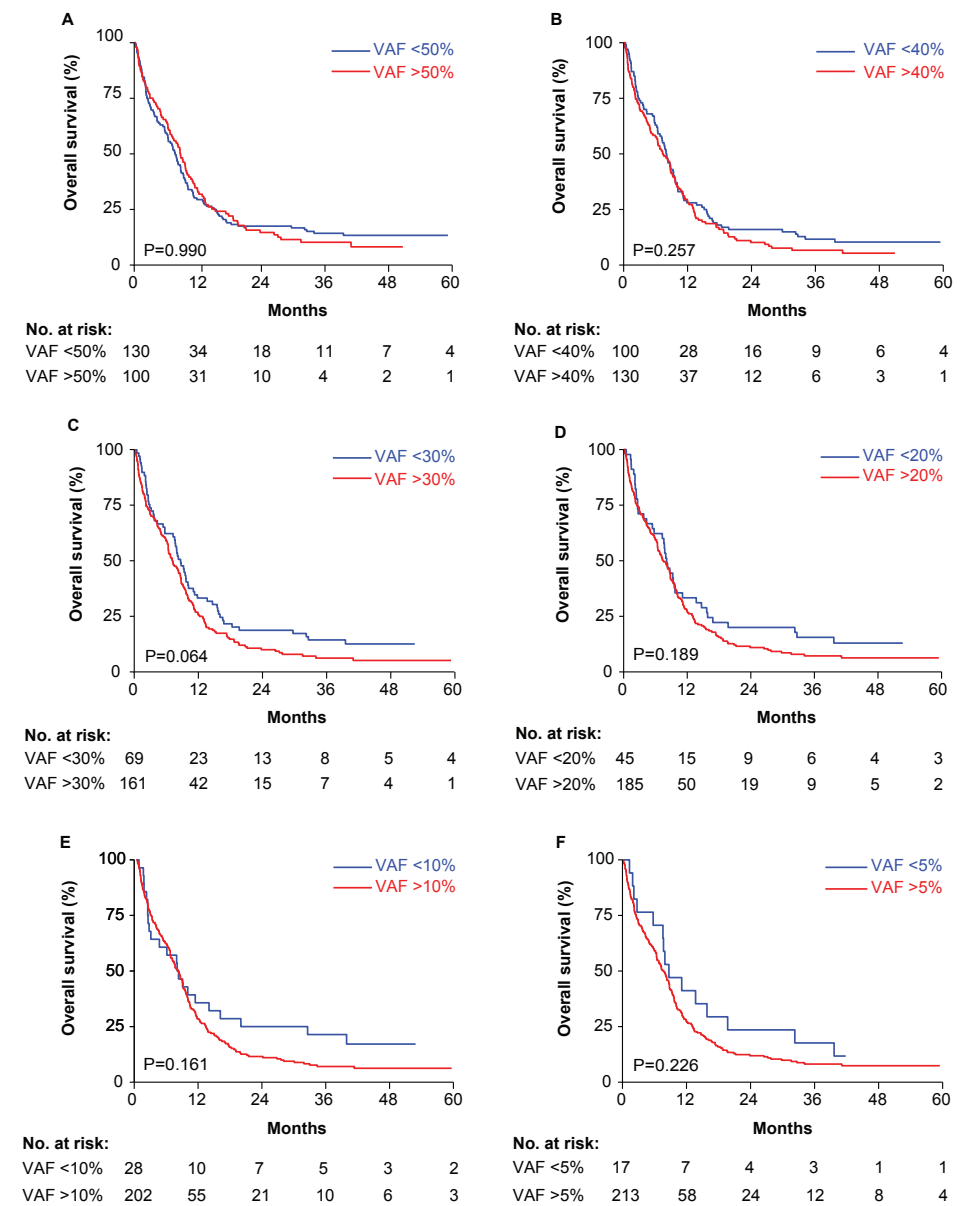 A
Overall survival (%)
100
75
50
25
0
VAF <50%
VAF >50%
P=0.990
0 12 24 36 48 60
Months
No. at risk:
VAF <50% 130 34 18 11 7 4
VAF >50% 100 31 10 4 2 1
B
Overall survival (%)
100
75
50
25
0
VAF <40%
VAF >40%
P=0.257
0 12 24 36 48 60
Months
No. at risk:
VAF <40% 100 28 16 9 6 4
VAF >40% 130 37 12 6 3 1
C
Overall survival (%)
100
75
50
25
0
VAF <30%
VAF >30%
P=0.064
0 12 24 36 48 60
Months
No. at risk:
VAF <30% 69 23 13 8 5 4
VAF >30% 161 42 15 7 4 1
D
Overall survival (%)
100
75
50
25
0
VAF <20%
VAF >20%
P=0.189
0 12 24 36 48 60
Months
No. at risk:
VAF <20% 45 15 9 6 4 3
VAF >20% 185 50 19 9 5 2
E
Overall survival (%)
100
75
50
25
0
VAF <10%
VAF >10%
P=0.161
0 12 24 36 48 60
Months
No. at risk:
VAF <10% 28 10 7 5 3 2
VAF >10% 202 55 21 10 6 3
F
Overall survival (%)
100
75
50
25
0
VAF <5%
VAF >5%
P=0.226
0 12 24 36 48 60
Months
No. at risk:
VAF <5% 17 7 4 3 1 1
VAF >5% 213 58 24 12 8 4